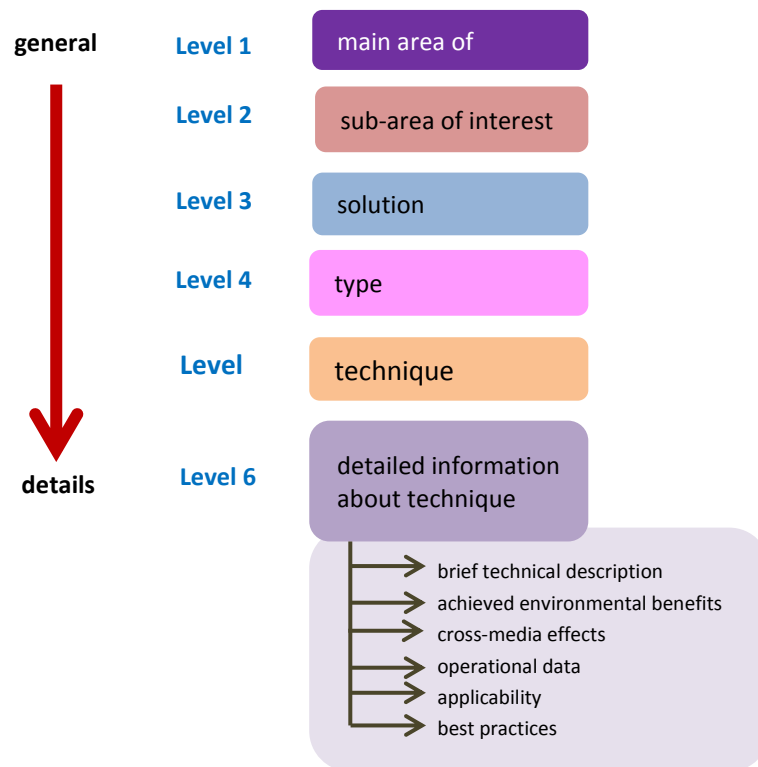 general
Level 1
main area of
Level 2
sub-area of interest
Level 3
solution
Level 4
type
Level
technique
details
Level 6
detailed information
about technique
brief technical description
achieved environmental benefits
cross-media effects
operational data
applicability
best practices